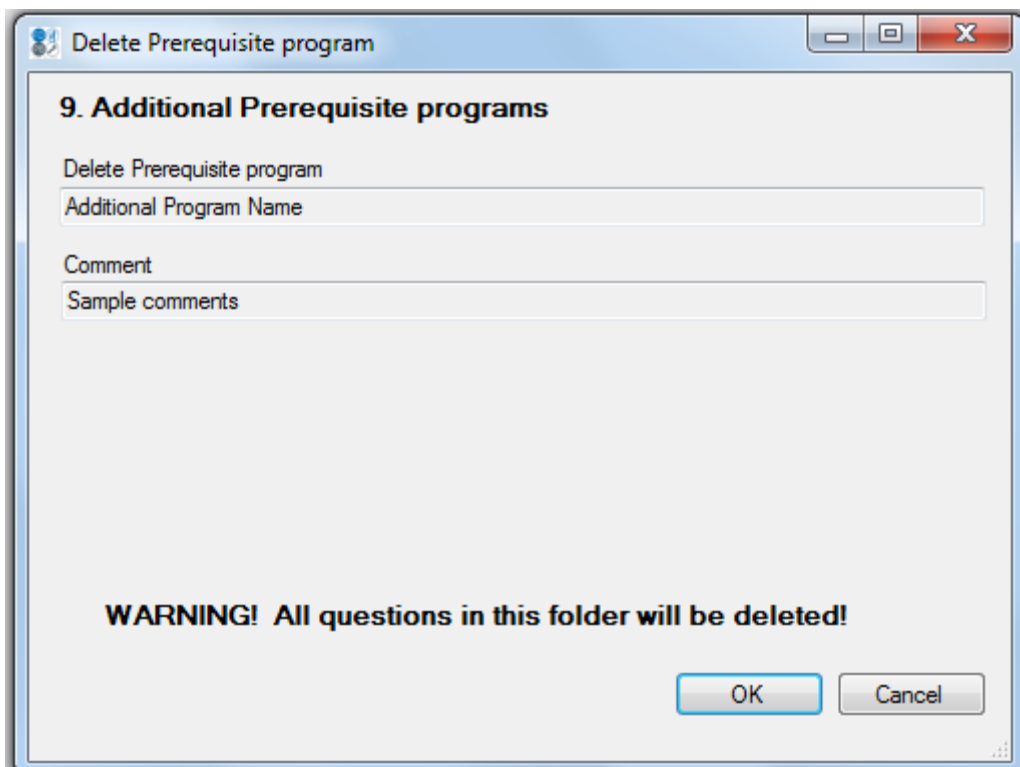 Delete Prerequisite program
9. Additional Prerequisite programs
Delete Prerequisite program
Additional Program Name
Comment
Sample comments
WARNING!  All questions in this folder will be deleted!
OK
Cancel